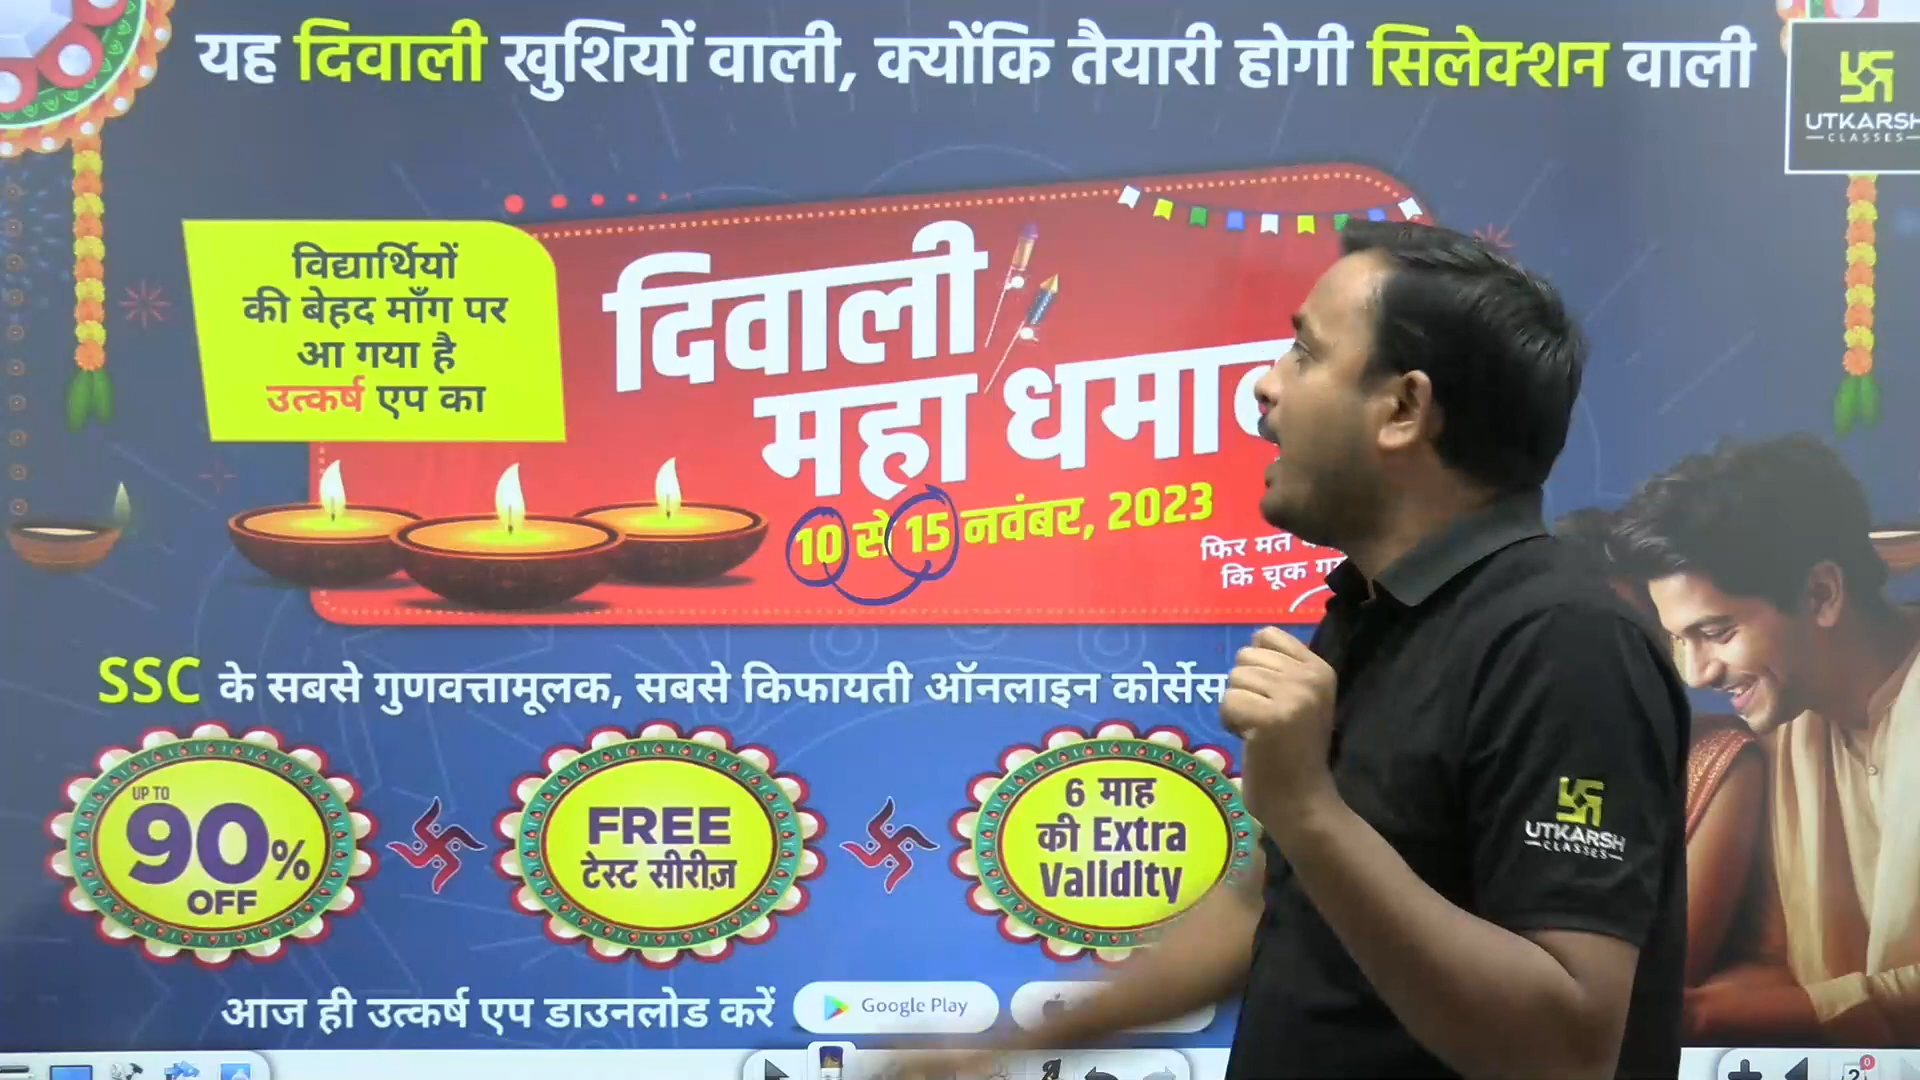 यह दिवाली खुशियों वाली, क्योंकि तैयारी होगी सिलेक्शन वाली
UTKARSH
CLASSES
विद्यार्थियों
की बेहद माँग पर
आ गया है
उत्कर्ष एप का
दिवाली
महा
10 से 15 नवंबर, 2023
फिर मत
कि चूक
SSC के सबसे गुणवत्तामूलक, सबसे किफायती ऑनलाइन कोर्सेस
UP TO
90%
OFF
FREE
टेस्ट सीरीज़
6 माह
की Extra
Validity
UTKARSH
CLASSES
आज ही उत्कर्ष एप डाउनलोड करें
Google Play
2
0